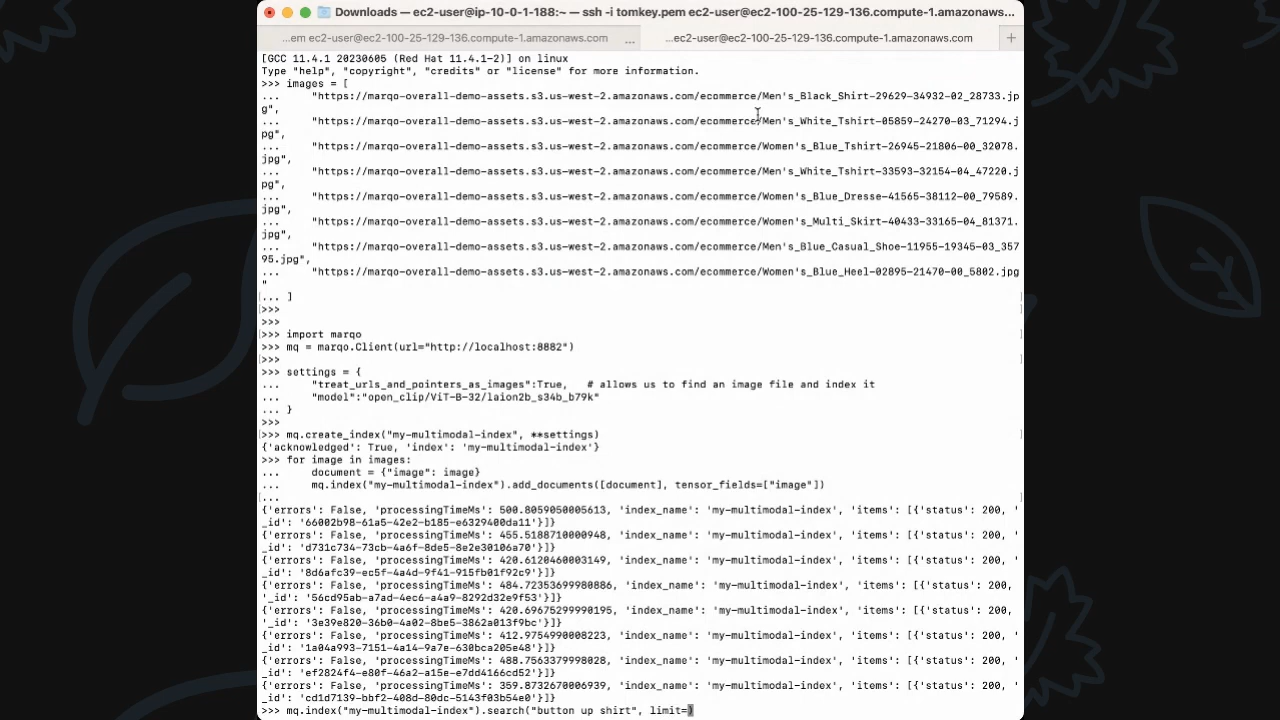 Downloads — ec2-user@ip-10-0-1-188:~ — ssh -i tomkey.pem ec2-user@ec2-100-25-129-136.compute-1.amazonaws...
...em ec2-user@ec2-100-25-129-136.compute-1.amazonaws.com ... ...ec2-user@ec2-100-25-129-136.compute-1.amazonaws.com +
[GCC 11.4.1 20230605 (Red Hat 11.4.1-2)] on linux
Type "help", "copyright", "credits" or "license" for more information.
>>> images = [
...     "https://marqo-overall-demo-assets.s3.us-west-2.amazonaws.com/ecommerce/Men's_Black_Shirt-29629-34932-02_28733.jp
g",
...     "https://marqo-overall-demo-assets.s3.us-west-2.amazonaws.com/ecommerce/Men's_White_Tshirt-05859-24270-03_71294.j
pg",
...     "https://marqo-overall-demo-assets.s3.us-west-2.amazonaws.com/ecommerce/Women's_Blue_Tshirt-26945-21806-00_32078.
jpg",
...     "https://marqo-overall-demo-assets.s3.us-west-2.amazonaws.com/ecommerce/Men's_White_Tshirt-33593-32154-04_47220.j
pg",
...     "https://marqo-overall-demo-assets.s3.us-west-2.amazonaws.com/ecommerce/Women's_Blue_Dresse-41565-38112-00_79589.
jpg",
...     "https://marqo-overall-demo-assets.s3.us-west-2.amazonaws.com/ecommerce/Women's_Multi_Skirt-40433-33165-04_81371.
jpg",
...     "https://marqo-overall-demo-assets.s3.us-west-2.amazonaws.com/ecommerce/Men's_Blue_Casual_Shoe-11955-19345-03_357
95.jpg",
...     "https://marqo-overall-demo-assets.s3.us-west-2.amazonaws.com/ecommerce/Women's_Blue_Heel-02895-21470-00_5802.jpg
"
... ]
>>>
>>>
>>> import marqo
>>> mq = marqo.Client(url="http://localhost:8882")
>>>
>>> settings = {
...     "treat_urls_and_pointers_as_images":True,   # allows us to find an image file and index it
...     "model":"open_clip/ViT-B-32/laion2b_s34b_b79k"
... }
>>>
>>> mq.create_index("my-multimodal-index", **settings)
{'acknowledged': True, 'index': 'my-multimodal-index'}
>>> for image in images:
...     document = {"image": image}
...     mq.index("my-multimodal-index").add_documents([document], tensor_fields=["image"])
...
{'errors': False, 'processingTimeMs': 500.8059050005613, 'index_name': 'my-multimodal-index', 'items': [{'status': 200, '
_id': '66002b98-61a5-42e2-b185-e6329400da11'}]}
{'errors': False, 'processingTimeMs': 455.5188710000948, 'index_name': 'my-multimodal-index', 'items': [{'status': 200, '
_id': 'd731c734-73cb-4a6f-8de5-8e2e30106a70'}]}
{'errors': False, 'processingTimeMs': 420.6120460003149, 'index_name': 'my-multimodal-index', 'items': [{'status': 200, '
_id': '8d6afc39-ec5f-4a4d-9f41-915fb01f92c9'}]}
{'errors': False, 'processingTimeMs': 484.72353699980886, 'index_name': 'my-multimodal-index', 'items': [{'status': 200,
'_id': '56cd95ab-a7ad-4ec6-a4a9-8292d32e9f53'}]}
{'errors': False, 'processingTimeMs': 420.69675299990195, 'index_name': 'my-multimodal-index', 'items': [{'status': 200,
'_id': '3e39e820-36b0-4a02-8be5-3862a013f9bc'}]}
{'errors': False, 'processingTimeMs': 412.9754990008223, 'index_name': 'my-multimodal-index', 'items': [{'status': 200, '
_id': '1a04a993-7151-4a14-9a7e-630bca205e48'}]}
{'errors': False, 'processingTimeMs': 488.7563379998028, 'index_name': 'my-multimodal-index', 'items': [{'status': 200, '
_id': 'ef2824f4-e80f-46a2-a15e-e7dd4166cd52'}]}
{'errors': False, 'processingTimeMs': 359.8732670006939, 'index_name': 'my-multimodal-index', 'items': [{'status': 200, '
_id': 'cd1d7139-bbf2-408d-80dc-5143f03b54e0'}]}
>>> mq.index("my-multimodal-index").search("button up shirt", limit=)